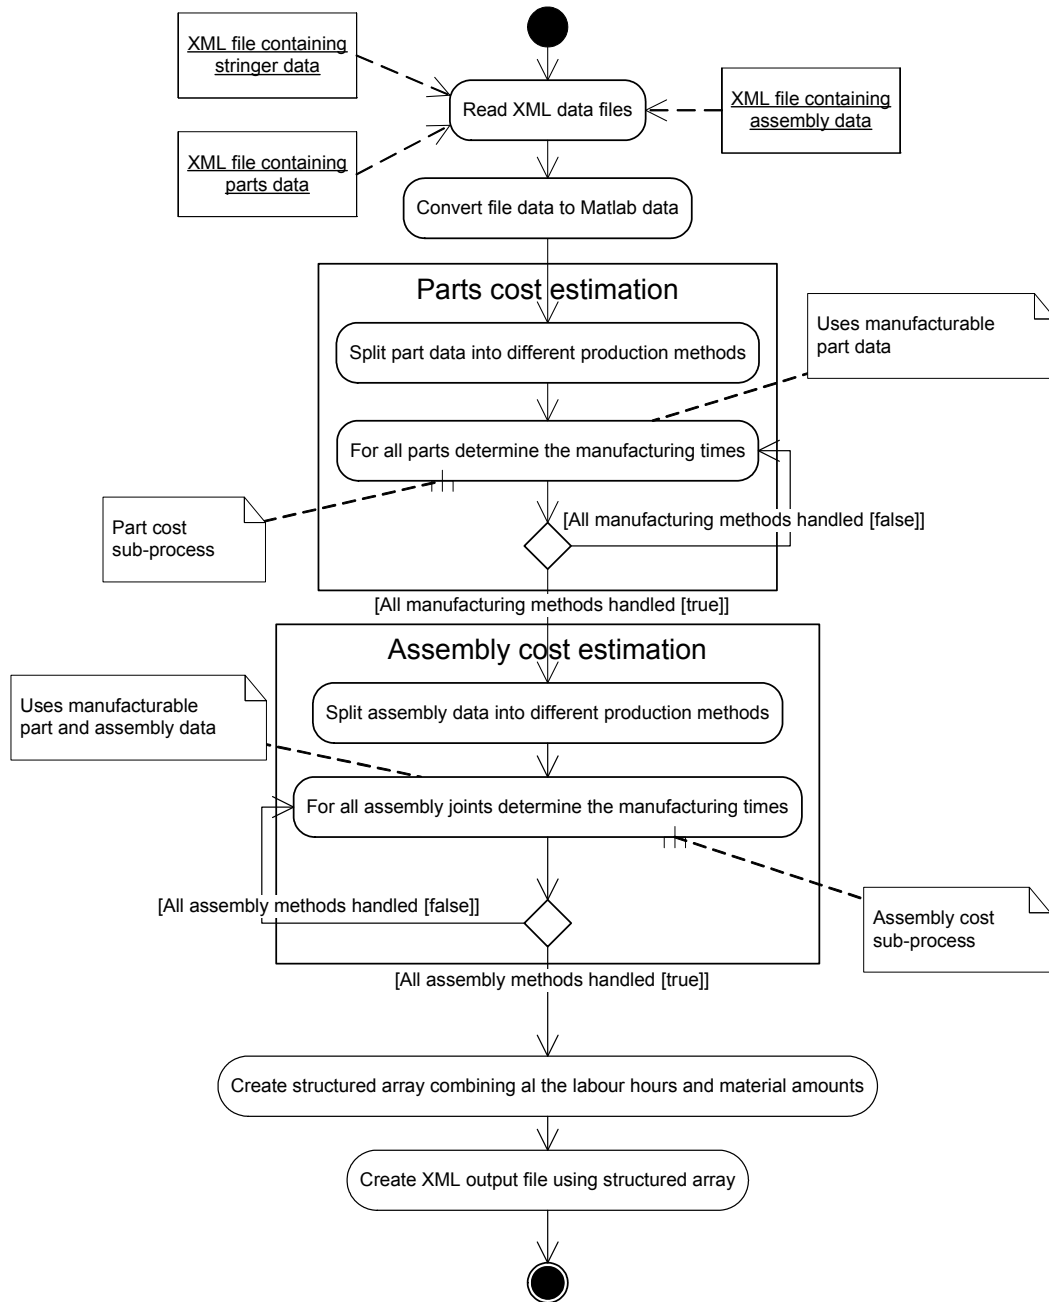 XML file containing
stringer data
Read XML data files
XML file containing
assembly data
XML file containing
parts data
Convert file data to Matlab data
Parts cost estimation
Uses manufacturable
part data
Split part data into different production methods
For all parts determine the manufacturing times
Part cost
sub-process
[All manufacturing methods handled [false]]
[All manufacturing methods handled [true]]
Assembly cost estimation
Uses manufacturable
part and assembly data
Split assembly data into different production methods
For all assembly joints determine the manufacturing times
[All assembly methods handled [false]]
Assembly cost
sub-process
[All assembly methods handled [true]]
Create structured array combining al the labour hours and material amounts
Create XML output file using structured array